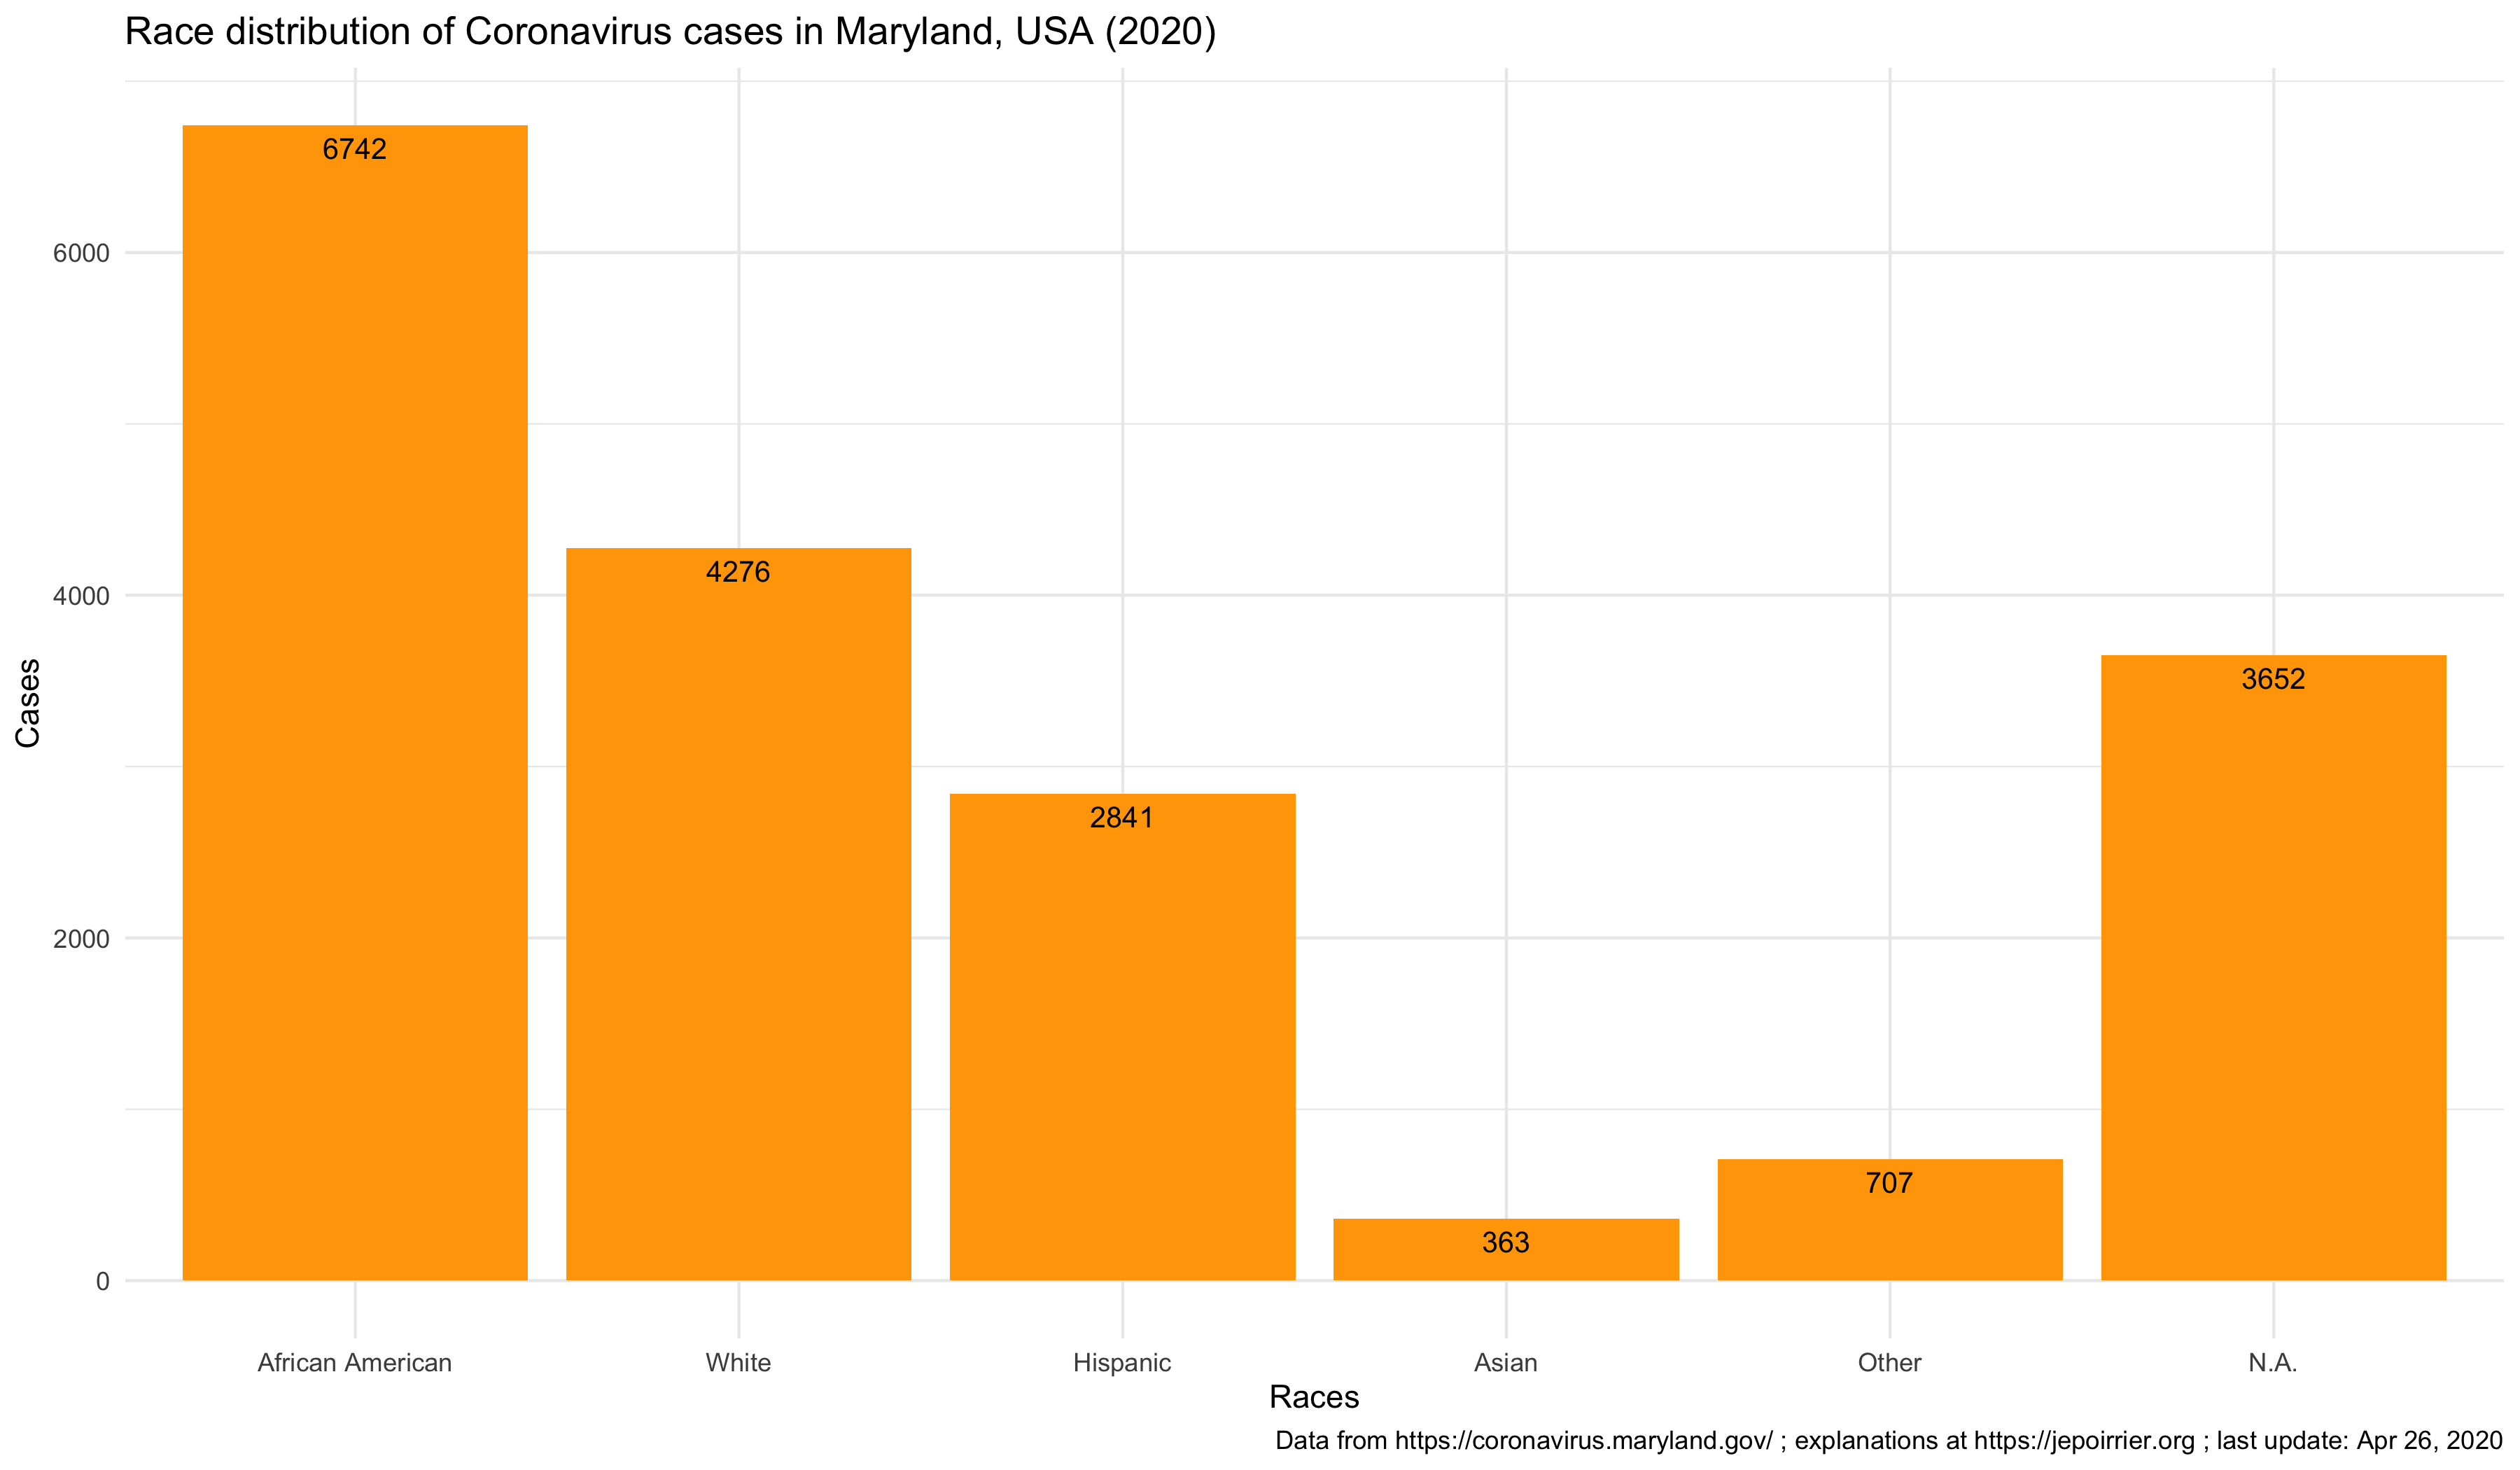 Race distribution of Coronavirus cases in Maryland, USA (2020)
6742
6000
4276
4000
Cases
3652
2841
2000
707
363
0
African American White Hispanic Asian Other N.A.
Races
Data from https://coronavirus.maryland.gov/ ; explanations at https://jepoirrier.org ; last update: Apr 26, 2020